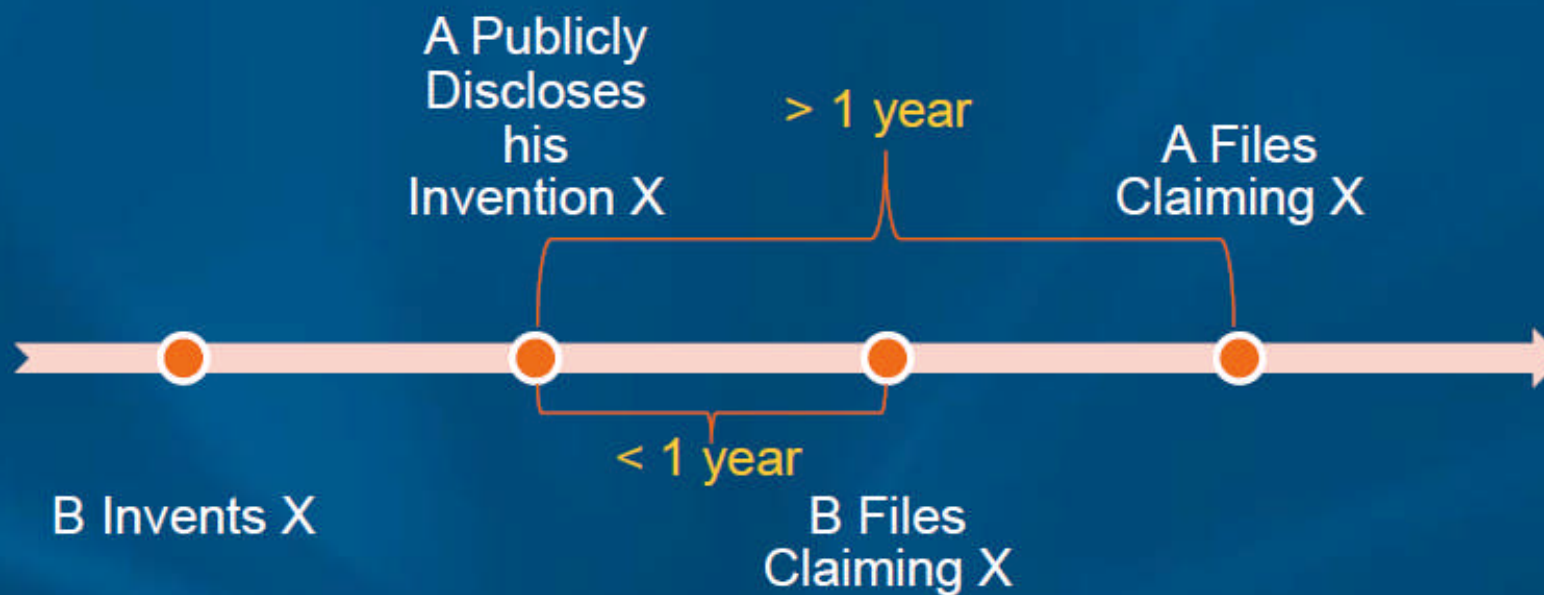 A Publicly
Discloses
his
Invention X
> 1 year
A Files
Claiming X
< 1 year
B Invents X
B Files
Claiming X